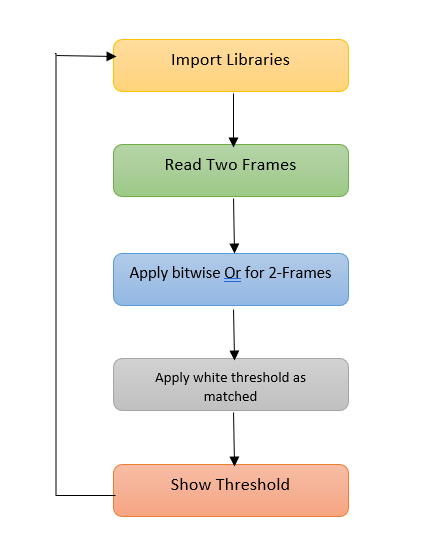 Import Libraries
Read Two Frames
Apply bitwise Or for 2-Frames
Apply white threshold as
matched
Show Threshold